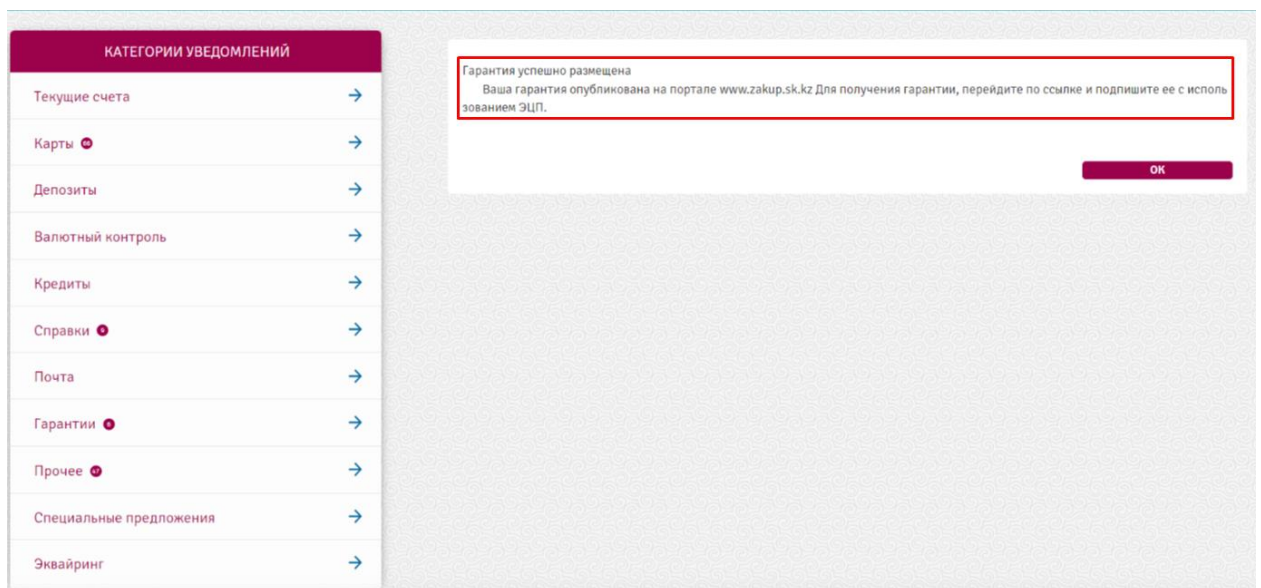 КАТЕГОРИИ УВЕДОМЛЕНИЙ
Текущие счета
Карты
Депозиты
Валютный контроль
Кредиты
Справки
Почта
Гарантии
Прочее
Специальные предложения
Эквайринг
Гарантия успешно размещена
Ваша гарантия опубликована на портале www.zakup.sk.kz Для получения гарантии, перейдите по ссылке и подпишите ее с исполь
зованием ЭЦП.
ОК